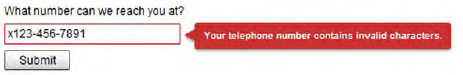 What number can we reach you at?
x123-456-7891
Your telephone number contains invalid characters.
Submit